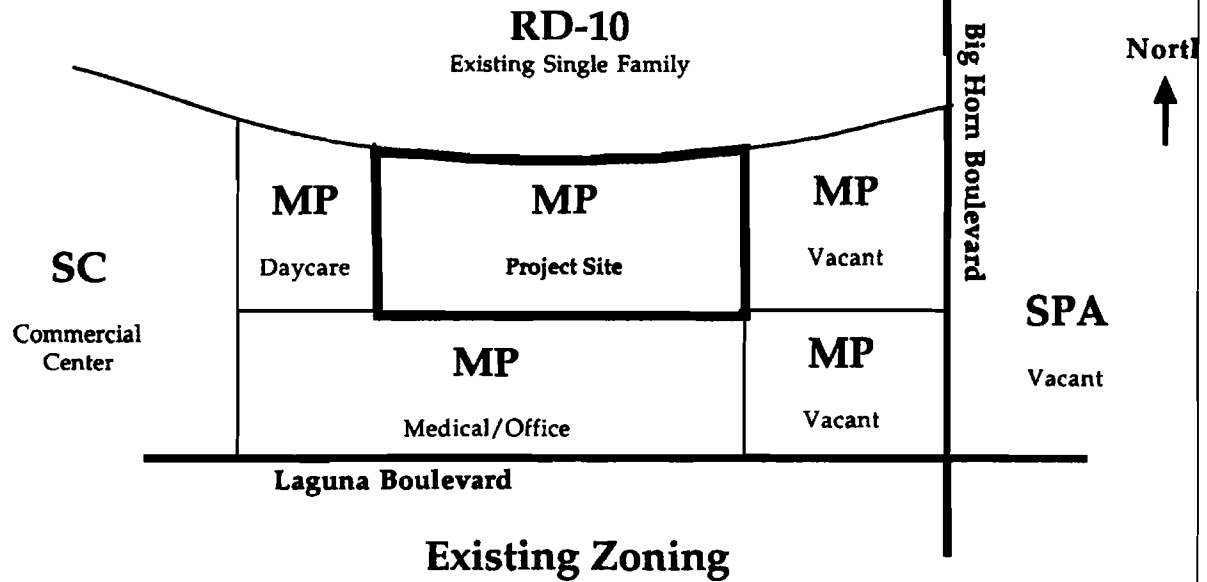 RD-10
Existing Single Family
Big Horn Boulevard
North
MP
Daycare
MP
Project Site
MP
Vacant
SC
Commercial
Center
MP
Medical/Office
MP
Vacant
SPA
Vacant
Laguna Boulevard
Existing Zoning